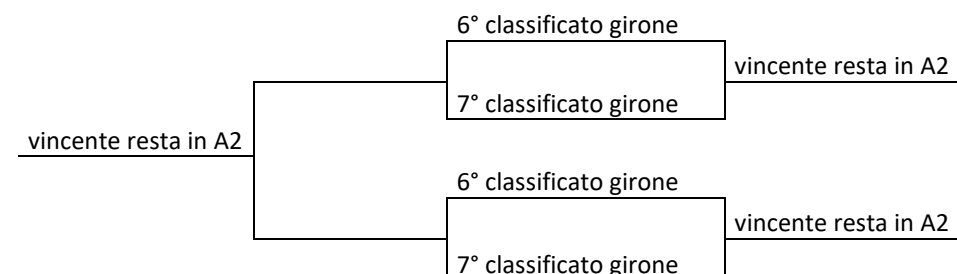 6° classificato girone
vincente resta in A2
7° classificato girone
vincente resta in A2
6° classificato girone
vincente resta in A2
7° classificato girone